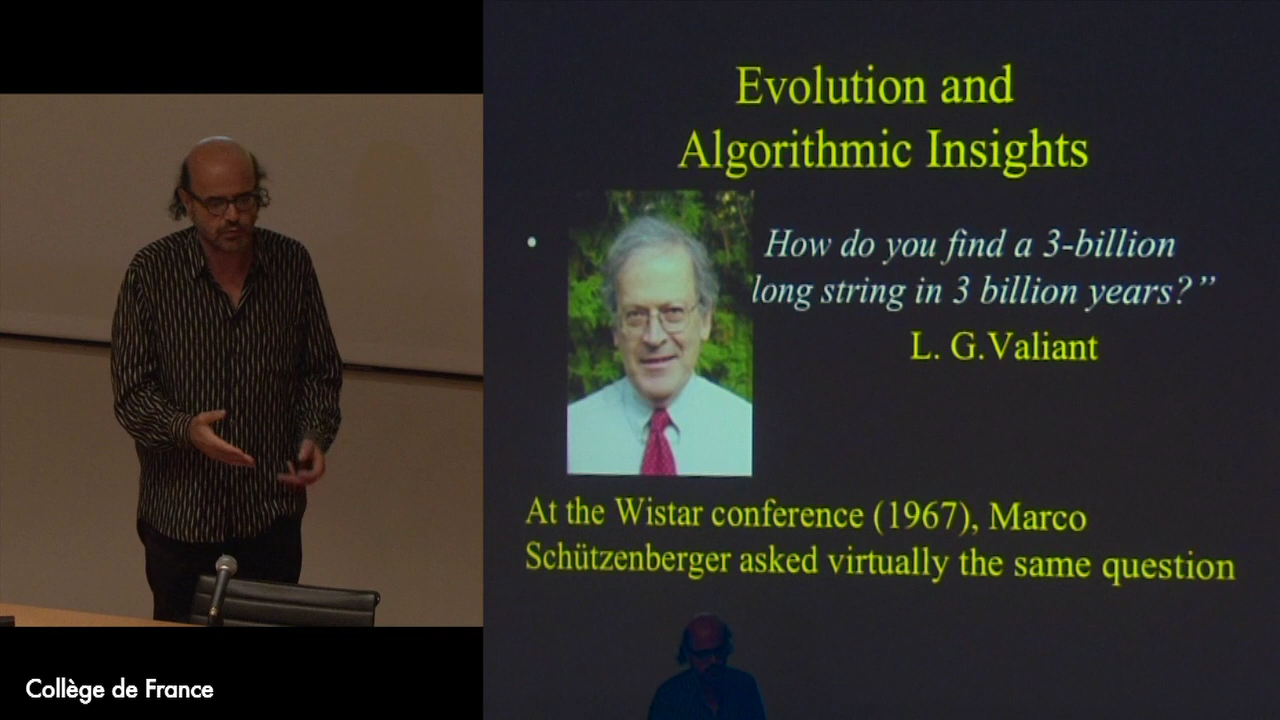 Evolution and
Algorithmic Insights
• How do you find a 3-billion
long string in 3 billion years?”
L. G.Valiant
At the Wistar conference (1967), Marco
Schützenberger asked virtually the same question
Collège de France